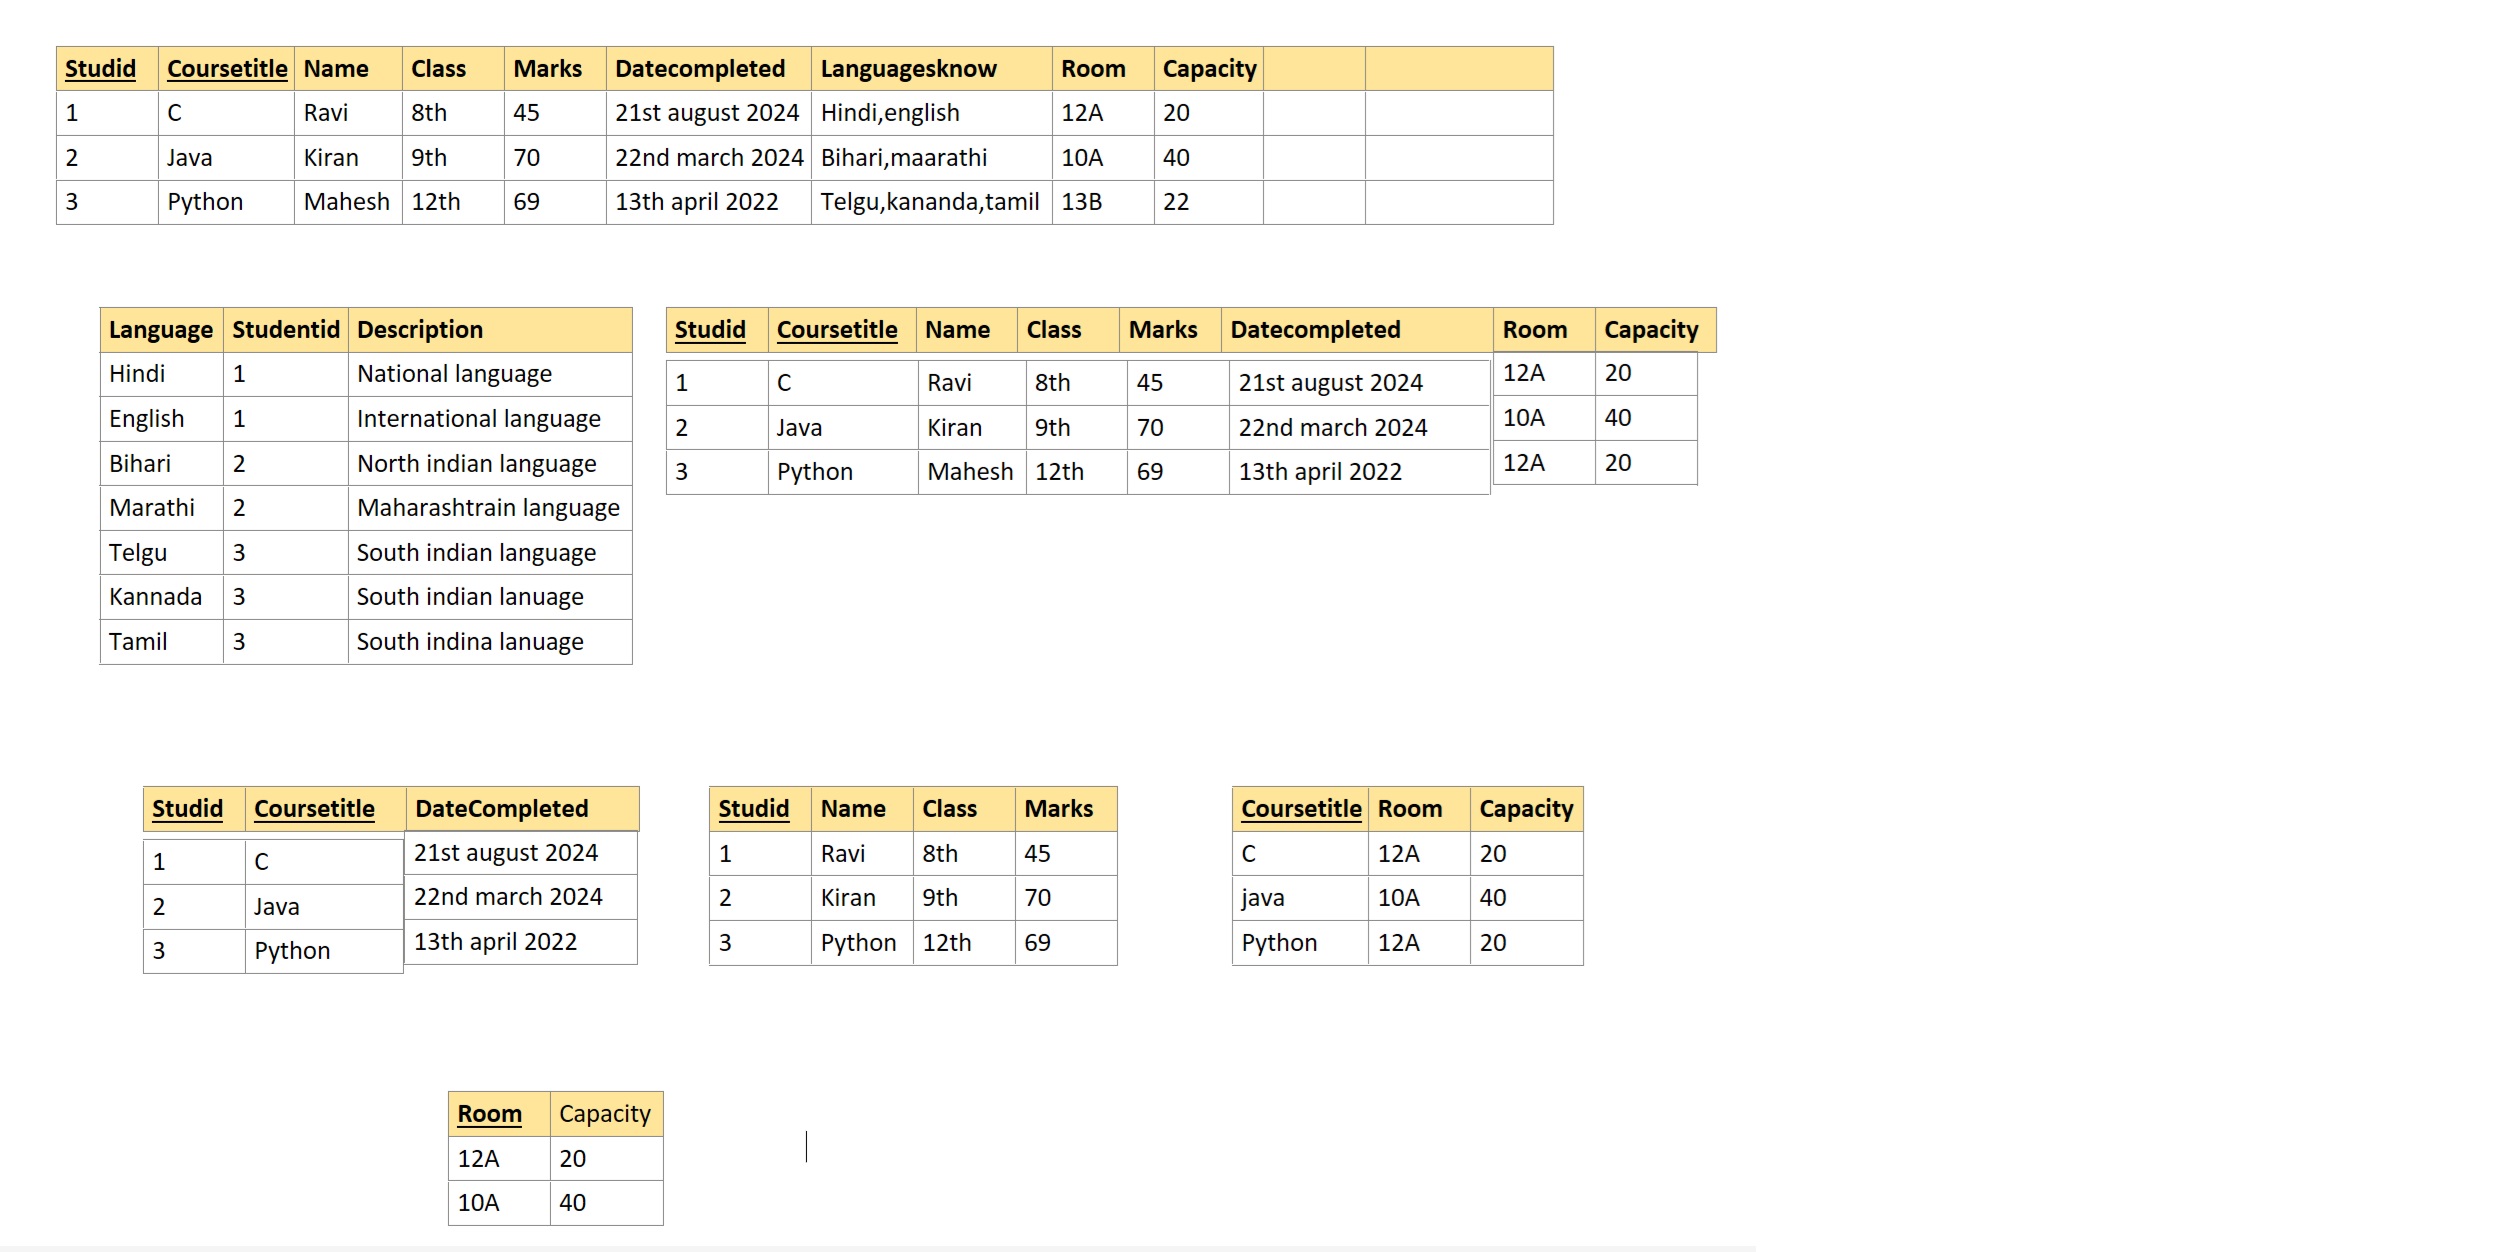 Studid Coursetitle Name Class Marks Datecompleted Languagesknow Room Capacity
1 C Ravi 8th 45 21st august 2024 Hindi,english 12A 20
2 Java Kiran 9th 70 22nd march 2024 Bihari,maarathi 10A 40
3 Python Mahesh 12th 69 13th april 2022 Telgu,kananda,tamil 13B 22
Language Studentid Description
Hindi 1 National language
English 1 International language
Bihari 2 North indian language
Marathi 2 Maharashtrain language
Telgu 3 South indian language
Kannada 3 South indian lanuage
Tamil 3 South indina lanuage
Studid Coursetitle Name Class Marks Datecompleted Room Capacity
1 C Ravi 8th 45 21st august 2024 12A 20
2 Java Kiran 9th 70 22nd march 2024 10A 40
3 Python Mahesh 12th 69 13th april 2022 12A 20
Studid Coursetitle DateCompleted
1 C 21st august 2024
2 Java 22nd march 2024
3 Python 13th april 2022
Studid Name Class Marks
1 Ravi 8th 45
2 Kiran 9th 70
3 Python 12th 69
Coursetitle Room Capacity
C 12A 20
java 10A 40
Python 12A 20
Room Capacity
12A 20
10A 40